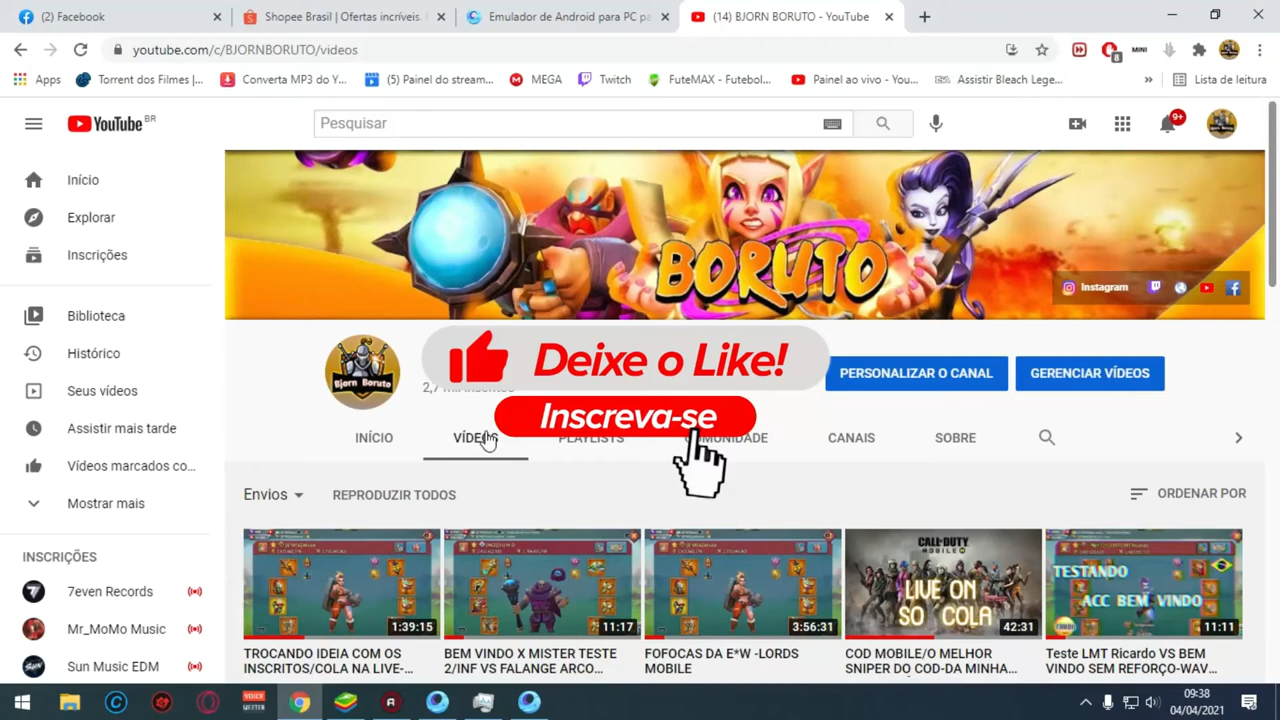 (2) Facebook
Shopee Brasil | Ofertas incríveis.
Emulador de Android para PC pa
(14) BJORN BORUTO - YouTube
youtube.com/c/BJORNBORUTO/videos
8
MINI
Apps
Torrent dos Filmes |...
Converta MP3 do Y...
(5) Painel do stream...
MEGA
Twitch
FuteMAX - Futebol...
Painel ao vivo - You...
Assistir Bleach Lege...
»
Lista de leitura
YouTube BR
Pesquisar
9+
Início
Explorar
Inscrições
Biblioteca
Histórico
Seus vídeos
Assistir mais tarde
Vídeos marcados co...
Mostrar mais
INSCRIÇÕES
7even Records
Mr_MoMo Music
Sun Music EDM
BORUTO
Instagram
Bjorn Boruto
Deixe o Like!
Inscreva-se
PERSONALIZAR O CANAL
GERENCIAR VÍDEOS
INÍCIO
VÍDEOS
PLAYLISTS
COMUNIDADE
CANAIS
SOBRE
Envios
REPRODUZIR TODOS
ORDENAR POR
1:39:15
11:17
3:56:31
CALL OF DUTY
MOBILE
LIVE ON
SO COLA
42:31
TESTANDO
ACC BEM VINDO
11:11
TROCANDO IDEIA COM OS
INSCRITOS/COLA NA LIVE-...
BEM VINDO X MISTER TESTE
2/INF VS FALANGE ARCO...
FOFOCAS DA E*W -LORDS
MOBILE
COD MOBILE/O MELHOR
SNIPER DO COD-DA MINHA...
Teste LMT Ricardo VS BEM
VINDO SEM REFORÇO-WAV...
VOICE
MEETER
09:38
04/04/2021